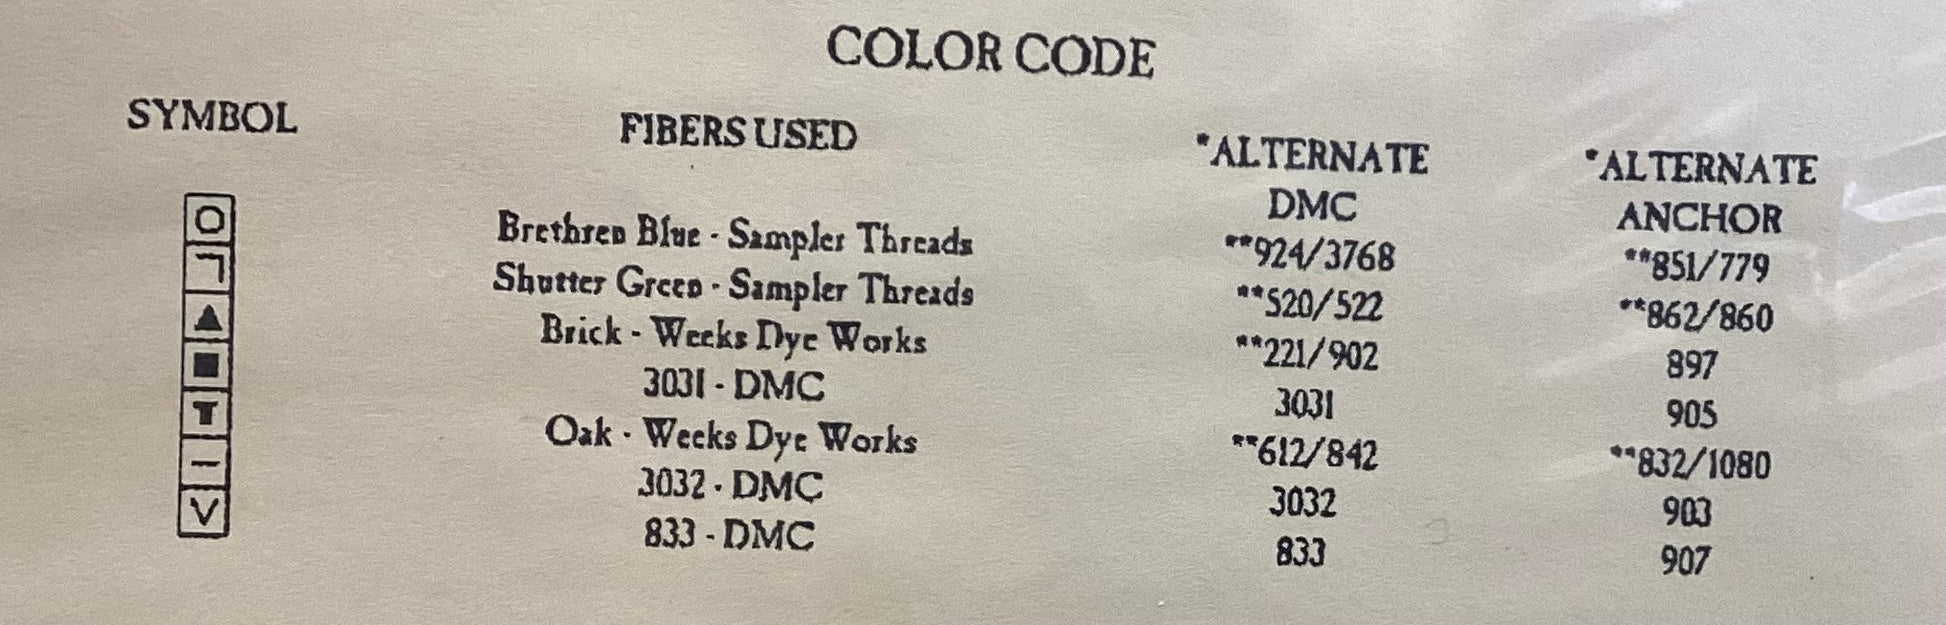 COLOR CODE
SYMBOL FIBERS USED *ALTERNATE DMC *ALTERNATE ANCHOR
Brethren Blue - Sampler Threads **924/3768 **851/779
Shutter Green - Sampler Threads **520/522 **862/860
Brick - Weeks Dye Works **221/902 897
3031 - DMC 3031 905
Oak - Weeks Dye Works **612/842 **832/1080
3032 - DMC 3032 903
833 - DMC 833 907